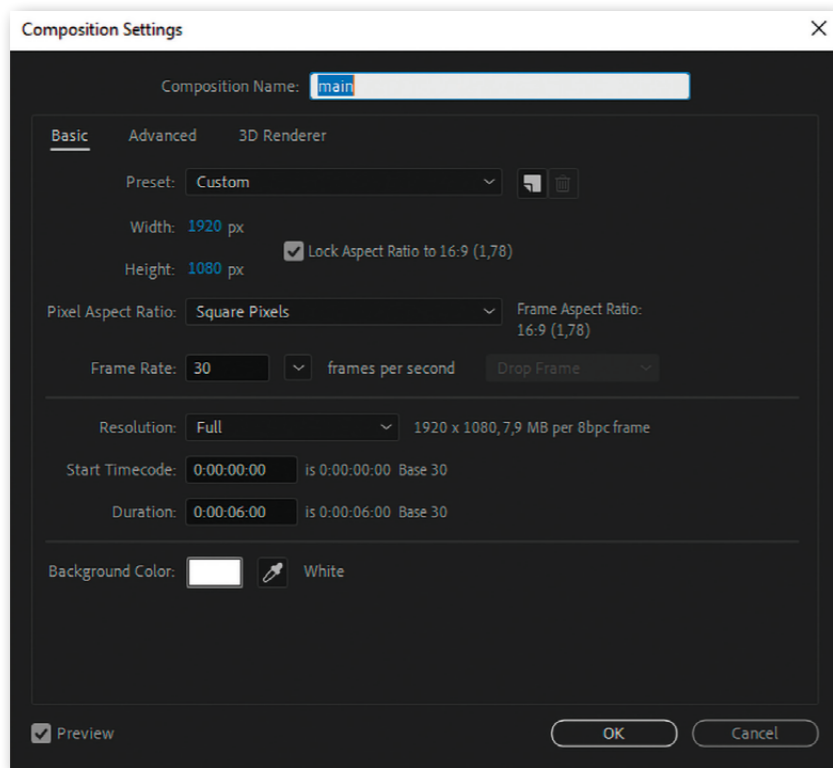 Composition Settings
Composition Name: main
Basic Advanced 3D Renderer
Preset: Custom
Width: 1920 px
Lock Aspect Ratio to 16:9 (1,78)
Height: 1080 px
Pixel Aspect Ratio: Square Pixels
Frame Aspect Ratio:
16:9 (1,78)
Frame Rate: 30 frames per second Drop Frame
Resolution: Full 1920 x 1080, 7,9 MB per 8bpc frame
Start Timecode: 0:00:00:00 is 0:00:00:00 Base 30
Duration: 0:00:06:00 is 0:00:06:00 Base 30
Background Color: White
Preview OK Cancel